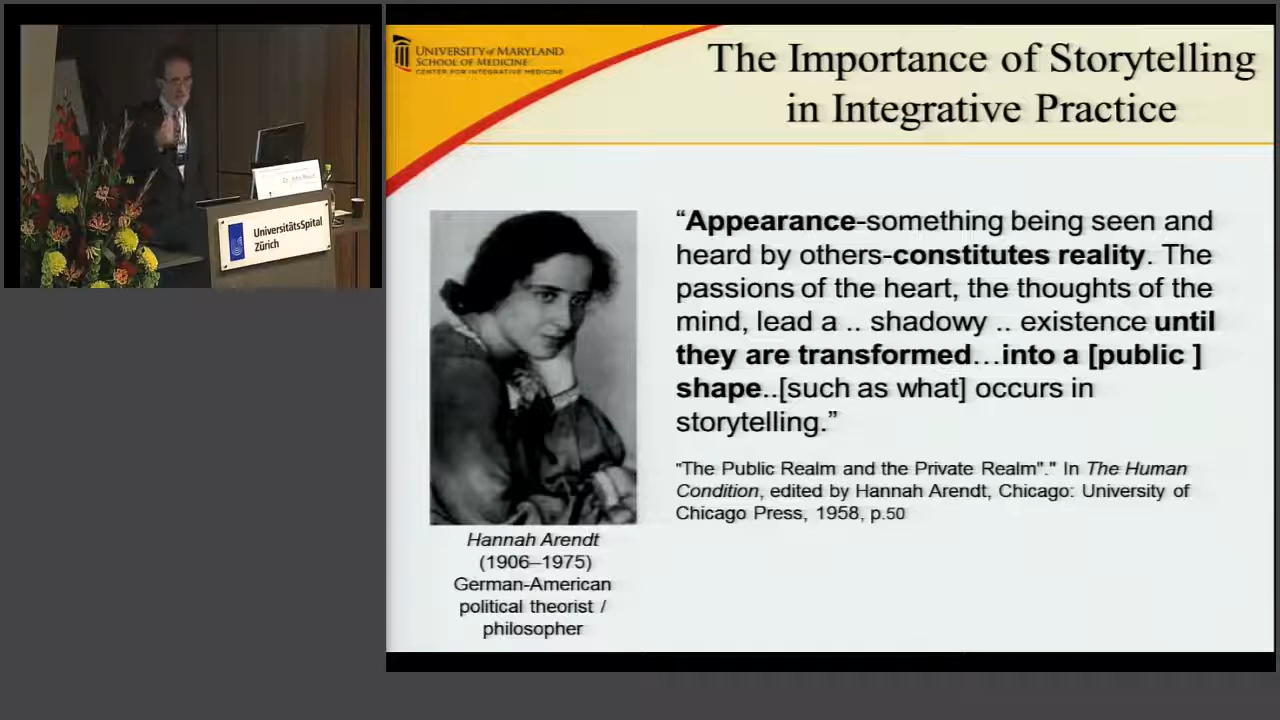 UniversitätsSpital
Zürich
UNIVERSITY of MARYLAND
SCHOOL OF MEDICINE
CENTER FOR INTEGRATIVE MEDICINE
The Importance of Storytelling
in Integrative Practice
“Appearance-something being seen and
heard by others-constitutes reality. The
passions of the heart, the thoughts of the
mind, lead a .. shadowy .. existence until
they are transformed…into a [public ]
shape..[such as what] occurs in
storytelling.”
"The Public Realm and the Private Realm"." In The Human
Condition, edited by Hannah Arendt, Chicago: University of
Chicago Press, 1958, p.50
Hannah Arendt
(1906–1975)
German-American
political theorist /
philosopher